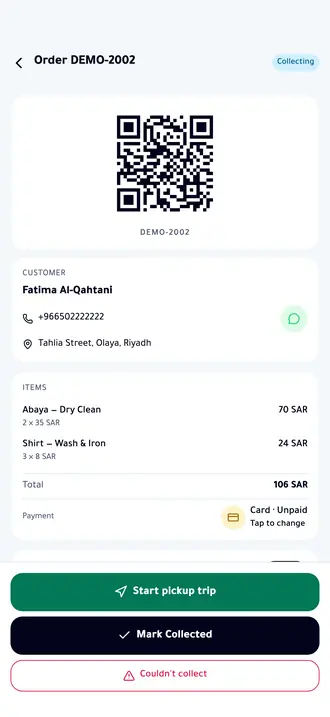 Order DEMO-2002
Collecting
DEMO-2002
CUSTOMER
Fatima Al-Qahtani
+966502222222
Tahlia Street, Olaya, Riyadh
ITEMS
Abaya – Dry Clean 70 SAR
2 × 35 SAR
Shirt – Wash & Iron 24 SAR
3 × 8 SAR
Total 106 SAR
Payment Card · Unpaid
Tap to change
Start pickup trip
Mark Collected
Couldn't collect